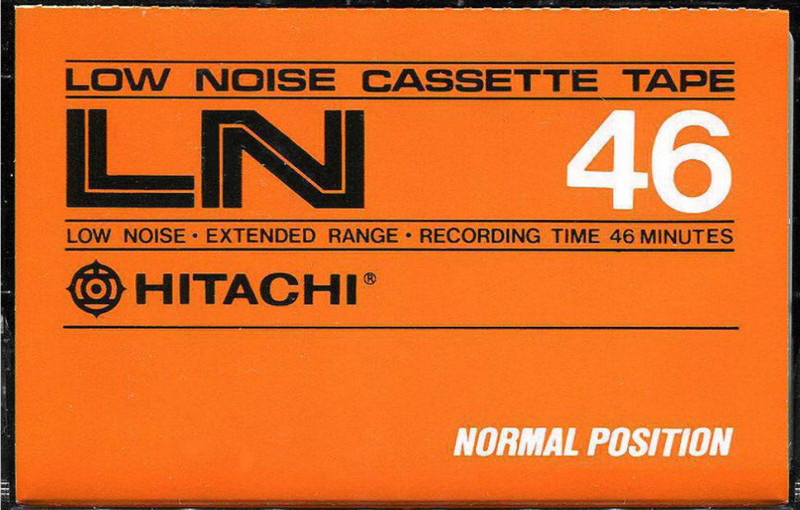 LOW NOISE CASSETTE TAPE
LN 46
LOW NOISE · EXTENDED RANGE · RECORDING TIME 46 MINUTES
HITACHI®
NORMAL POSITION